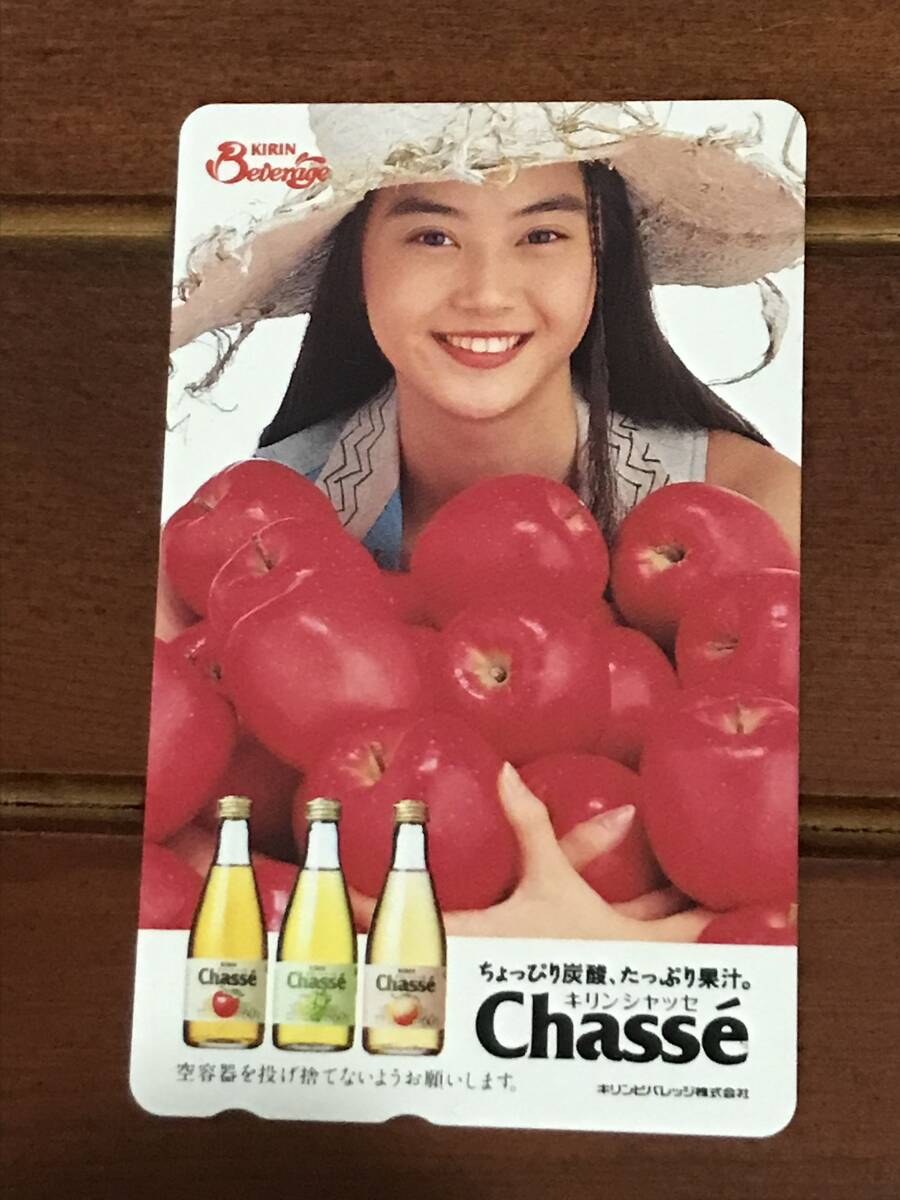 KIRIN
Beverage
KIRIN
Chassé
Chassé
KIRIN
Chassé
ちょっぴり炭酸、たっぷり果汁。
キリンシャッセ
Chassé
空容器を投げ捨てないようお願いします。
キリンビバレッジ株式会社